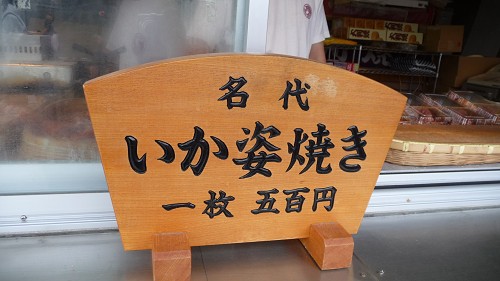 名代
いか姿焼き
一枚 五百円